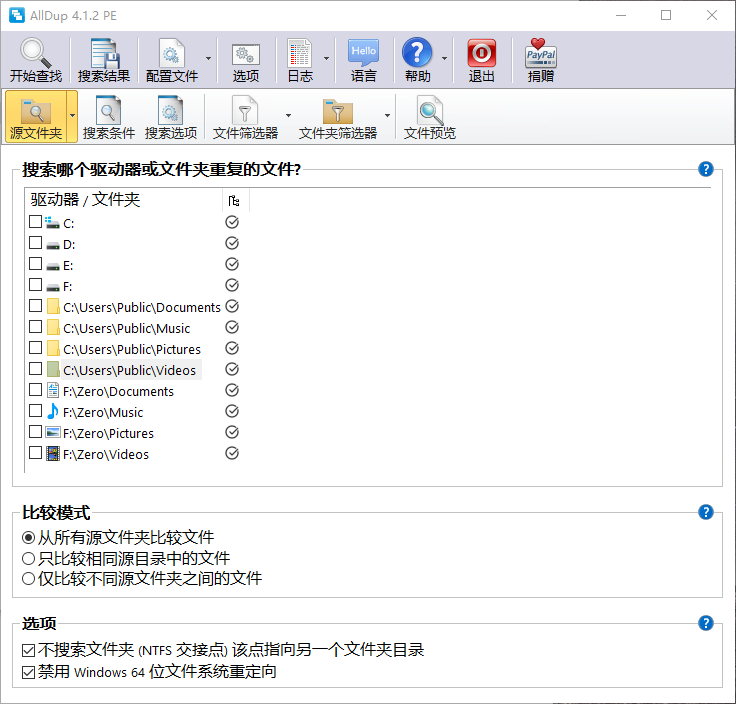 AllDup 4.1.2 PE
开始查找 搜索结果 配置文件 选项 日志 Hello 语言 帮助 退出 PayPal 捐赠
源文件夹 搜索条件 搜索选项 文件筛选器 文件夹筛选器 文件预览
搜索哪个驱动器或文件夹重复的文件?
驱动器 / 文件夹
C:
D:
E:
F:
C:\Users\Public\Documents
C:\Users\Public\Music
C:\Users\Public\Pictures
C:\Users\Public\Videos
F:\Zero\Documents
F:\Zero\Music
F:\Zero\Pictures
F:\Zero\Videos
比较模式
从所有源文件夹比较文件
只比较相同源目录中的文件
仅比较不同源文件夹之间的文件
选项
不搜索文件夹 (NTFS 交接点) 该点指向另一个文件夹目录
禁用 Windows 64 位文件系统重定向